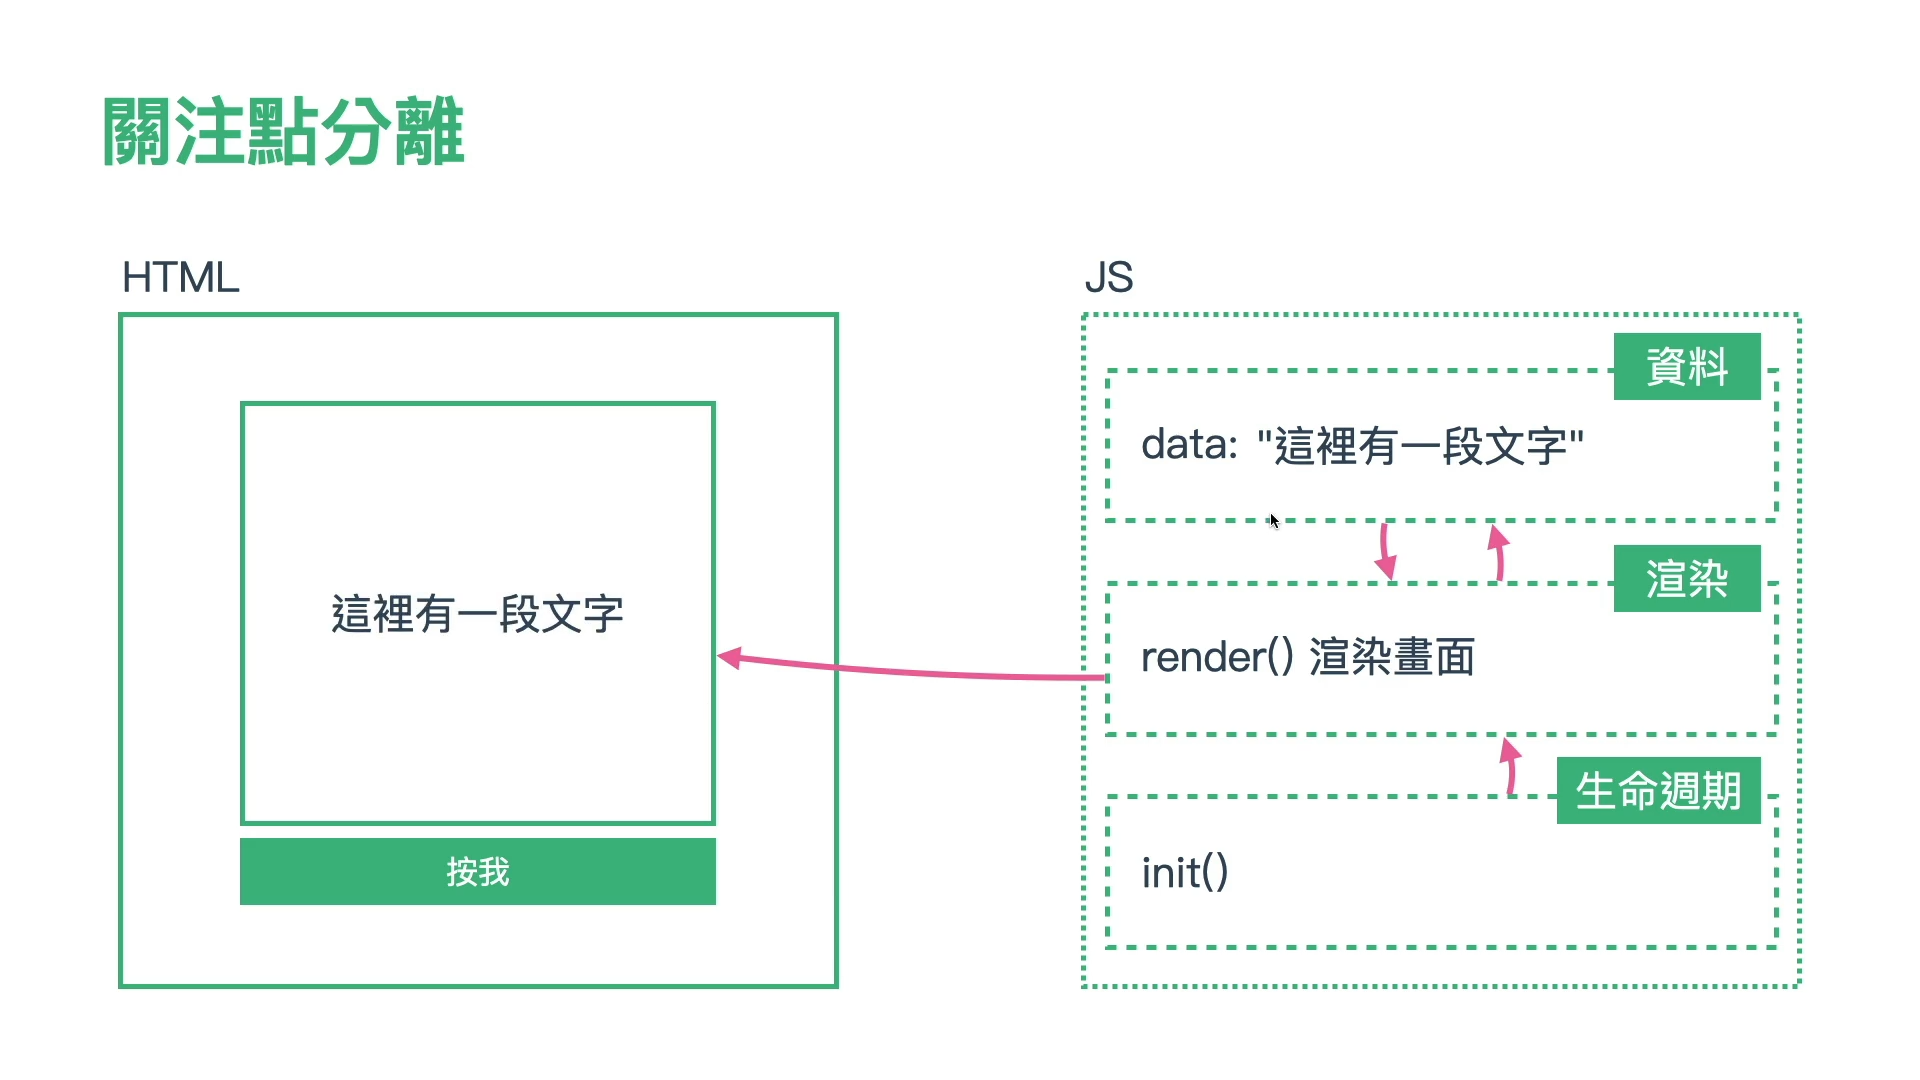 關注點分離
HTML
這裡有一段文字
按我
JS
資料
data: "這裡有一段文字"
渲染
render() 渲染畫面
生命週期
init()